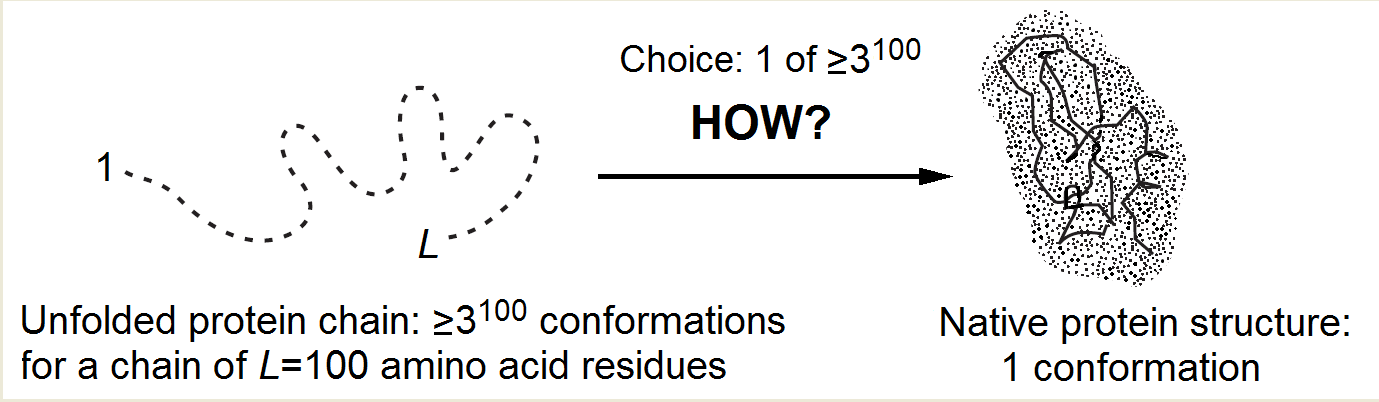 Choice: 1 of ≥3¹⁰⁰
HOW?
1
L
Unfolded protein chain: ≥3¹⁰⁰ conformations
for a chain of L=100 amino acid residues
Native protein structure:
1 conformation